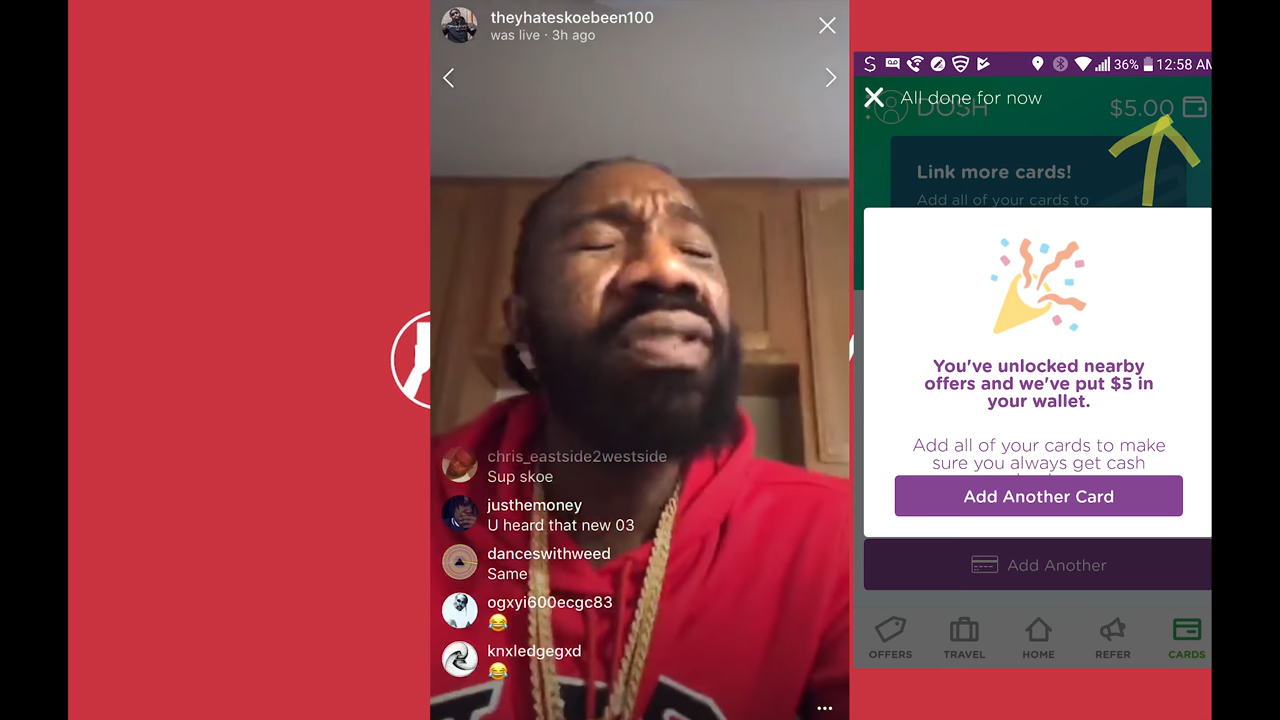 theyhateskoebeen100
was live · 3h ago
chris_eastside2westside
Sup skoe
justhemoney
U heard that new 03
danceswithweed
Same
ogxyi600ecgc83
😂
knxledgegxd
😂
36% 12:58 AM
All done for now
DOSH
$5.00
Link more cards!
Add all of your cards to
You've unlocked nearby
offers and we've put $5 in
your wallet.
Add all of your cards to make
sure you always get cash
Add Another Card
Add Another
OFFERS TRAVEL HOME REFER CARDS